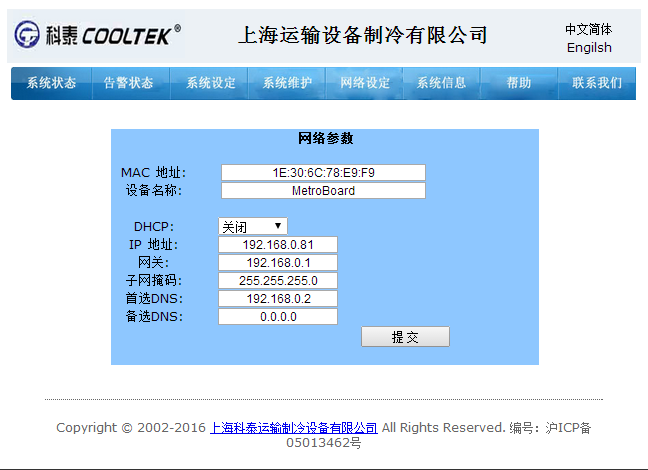 科泰 COOLTEK®
上海运输设备制冷有限公司
中文简体
Engilsh
系统状态 告警状态 系统设定 系统维护 网络设定 系统信息 帮助 联系我们
网络参数
MAC 地址: 1E:30:6C:78:E9:F9
设备名称: MetroBoard
DHCP: 关闭
IP 地址: 192.168.0.81
网关: 192.168.0.1
子网掩码: 255.255.255.0
首选DNS: 192.168.0.2
备选DNS: 0.0.0.0
提 交
Copyright © 2002-2016 上海科泰运输制冷设备有限公司 All Rights Reserved. 编号：沪ICP备
05013462号